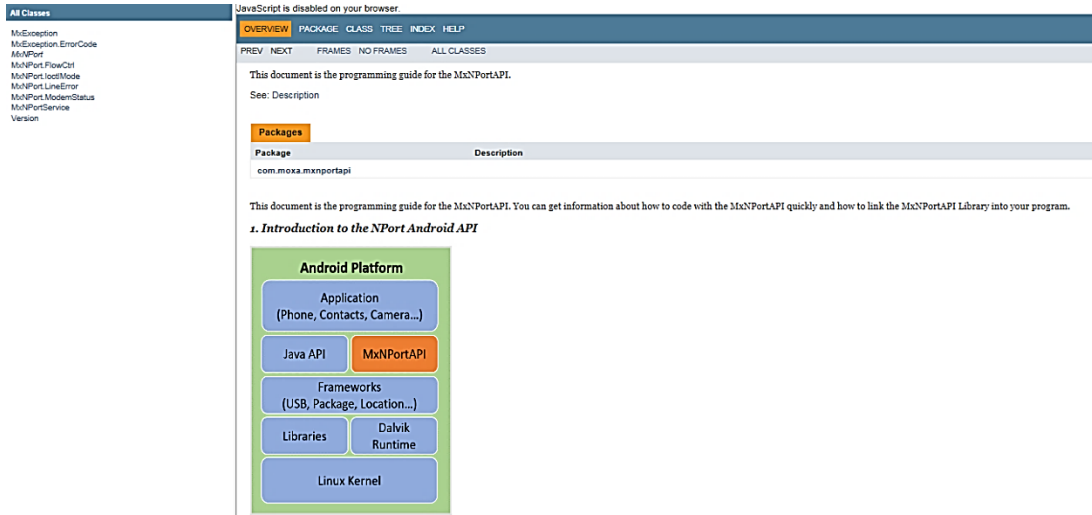 All Classes
MxException
MxException.ErrorCode
MxNPort
MxNPort.FlowCtrl
MxNPort.IoctlMode
MxNPort.LineError
MxNPort.ModemStatus
MxNPortService
Version
JavaScript is disabled on your browser.
OVERVIEW PACKAGE CLASS TREE INDEX HELP
PREV NEXT FRAMES NO FRAMES ALL CLASSES
This document is the programming guide for the MxNPortAPI.
See: Description
Packages
Package Description
com.moxa.mxnportapi
This document is the programming guide for the MxNPortAPI. You can get information about how to code with the MxNPortAPI quickly and how to link the MxNPortAPI Library into your program.
1. Introduction to the NPort Android API
Android Platform
Application
(Phone, Contacts, Camera...)
Java API MxNPortAPI
Frameworks
(USB, Package, Location...)
Libraries Dalvik
Runtime
Linux Kernel